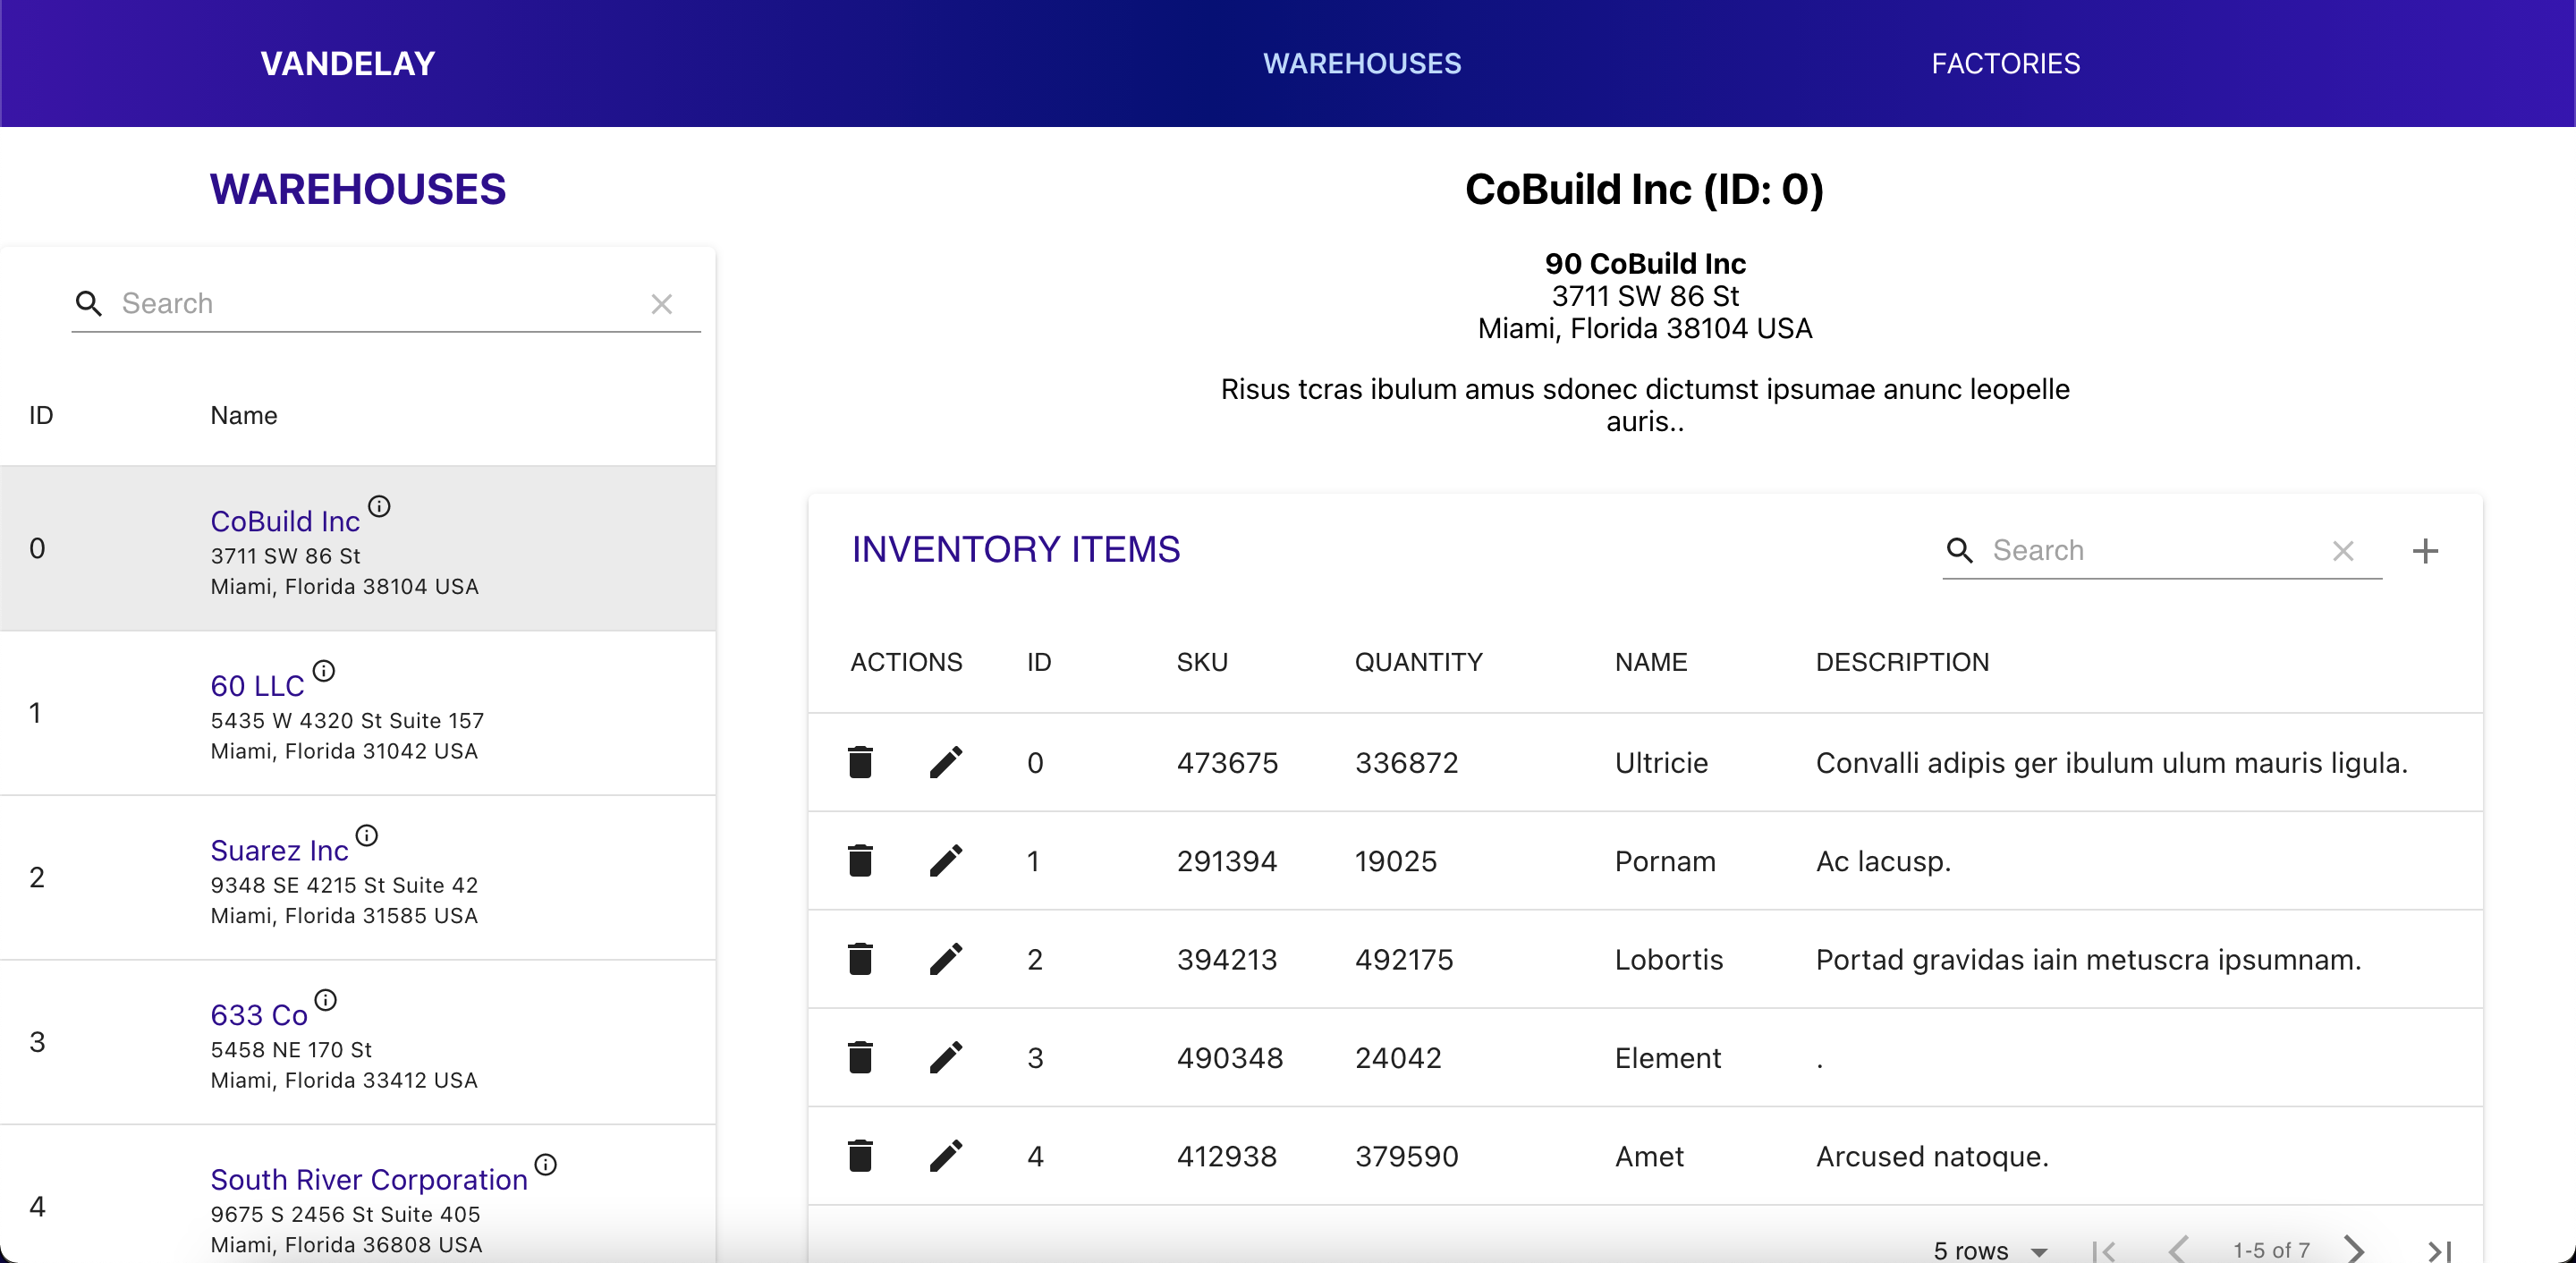 VANDELAY WAREHOUSES FACTORIES
WAREHOUSES
Search
ID Name
0
CoBuild Inc
3711 SW 86 St
Miami, Florida 38104 USA
1
60 LLC
5435 W 4320 St Suite 157
Miami, Florida 31042 USA
2
Suarez Inc
9348 SE 4215 St Suite 42
Miami, Florida 31585 USA
3
633 Co
5458 NE 170 St
Miami, Florida 33412 USA
4
South River Corporation
9675 S 2456 St Suite 405
Miami, Florida 36808 USA
CoBuild Inc (ID: 0)
90 CoBuild Inc
3711 SW 86 St
Miami, Florida 38104 USA
Risus tcras ibulum amus sdonec dictumst ipsumae anunc leopelle
auris..
INVENTORY ITEMS Search
ACTIONS ID SKU QUANTITY NAME DESCRIPTION
0 473675 336872 Ultricie Convalli adipis ger ibulum ulum mauris ligula.
1 291394 19025 Pornam Ac lacusp.
2 394213 492175 Lobortis Portad gravidas iain metuscra ipsumnam.
3 490348 24042 Element .
4 412938 379590 Amet Arcused natoque.
5 rows 1-5 of 7